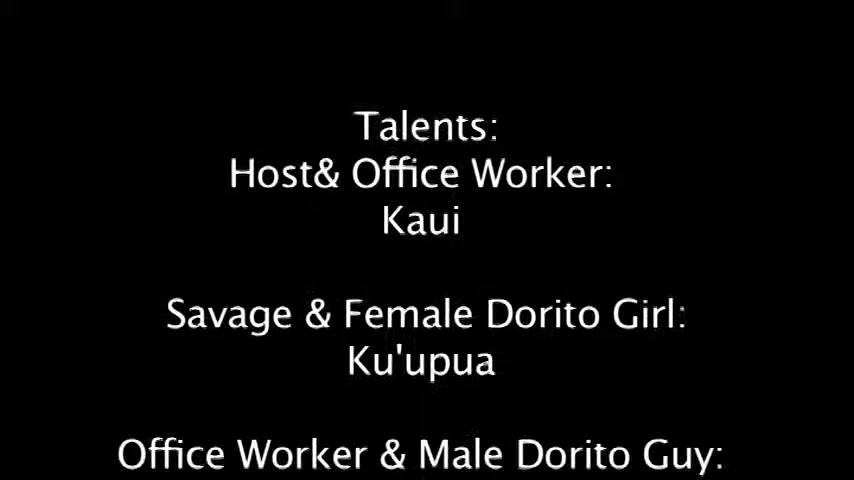 Talents:
Host& Office Worker:
Kaui
Savage & Female Dorito Girl:
Ku'upua
Office Worker & Male Dorito Guy: